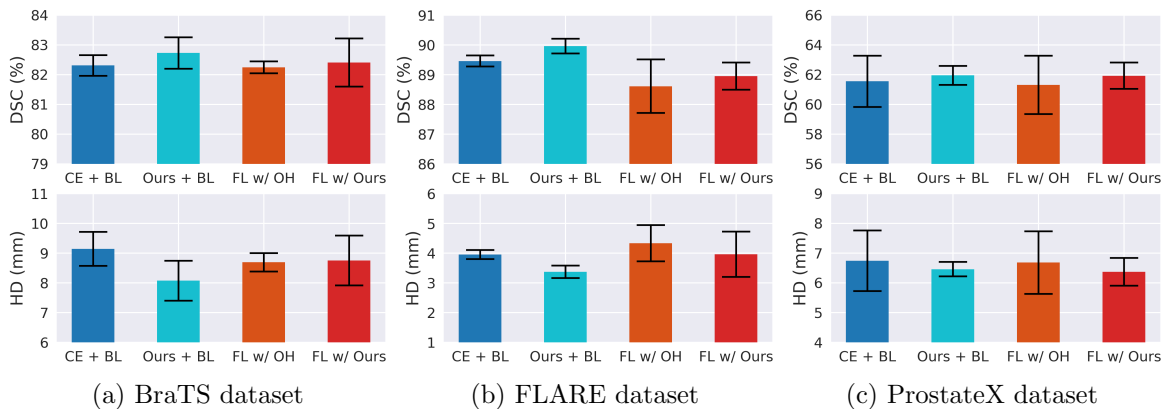 DSC (%)
84
83
82
81
80
79
CE + BL Ours + BL FL w/ OH FL w/ Ours
DSC (%)
91
90
89
88
87
86
CE + BL Ours + BL FL w/ OH FL w/ Ours
DSC (%)
66
64
62
60
58
56
CE + BL Ours + BL FL w/ OH FL w/ Ours
HD (mm)
11
10
9
8
7
6
CE + BL Ours + BL FL w/ OH FL w/ Ours
HD (mm)
6
5
4
3
2
1
CE + BL Ours + BL FL w/ OH FL w/ Ours
HD (mm)
9
8
7
6
5
4
CE + BL Ours + BL FL w/ OH FL w/ Ours
(a) BraTS dataset
(b) FLARE dataset
(c) ProstateX dataset